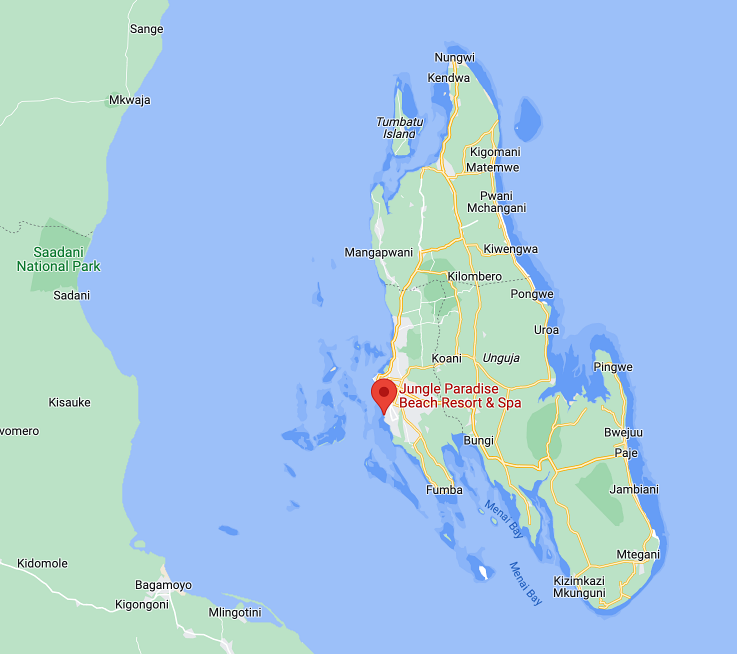 Sange
Nungwi
Kendwa
Mkwaja
Tumbatu
Island
Kigomani
Matemwe
Pwani
Mchangani
Saadani
National Park
Mangapwani
Kiwengwa
Kilombero
Sadani
Pongwe
Uroa
Koani
Unguja
Pingwe
Jungle Paradise
Beach Resort & Spa
Kisauke
vomero
Bwejuu
Bungi
Paje
Fumba
Jambiani
Menai Bay
Mtegani
Kidomole
Menai Bay
Bagamoyo
Kizimkazi
Mkunguni
Kigongoni
Mlingotini